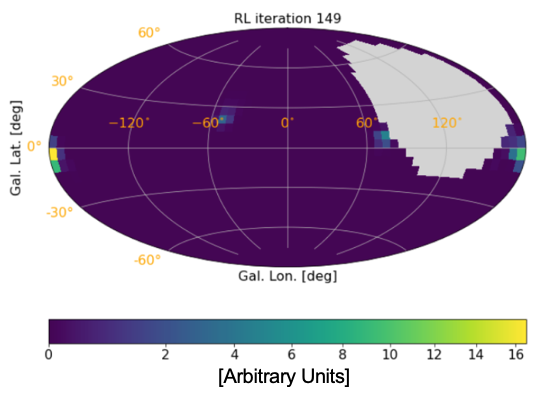 RL iteration 149
60°
30°
−120° −60° 0° 60° 120°
0°
Gal. Lat. [deg]
-30°
-60°
Gal. Lon. [deg]
0 2 4 6 8 10 12 14 16
[Arbitrary Units]